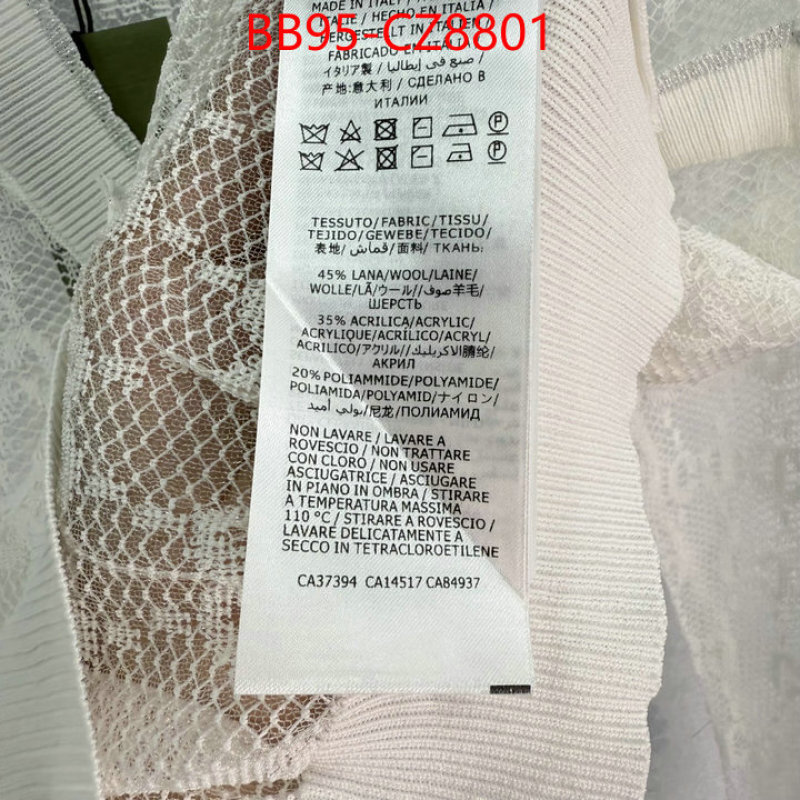 MADE IN ITALY /
ITALIE / HECHO EN ITALIA /
HERGESTELLT IN ITALIEN /
BB95-CZ8801
FABRICADO EN ITALIA /
イタリア製 / صنع في إيطاليا /
产地:意大利 / СДЕЛАНО В
ИТАЛИИ
P
P
TESSUTO/FABRIC/TISSU/
TEJIDO/GEWEBE/TECIDO/
表地/ قماش/面料/ ТКАНЬ:
45% LANA/WOOL/LAINE/
WOLLE/LÃ/ウール//صوف/羊毛/
ШЕРСТЬ
35% ACRILICA/ACRYLIC/
ACRYLIQUE/ACRÍLICO/ACRYL/
ACRILICO/アクリル//الاكريليك/腈纶/
АКРИЛ
20% POLIAMMIDE/POLYAMIDE/
POLIAMIDA/POLYAMID/ナイロン/
بولي أميد/尼龙/ПОЛИАМИД
NON LAVARE / LAVARE A
ROVESCIO / NON TRATTARE
CON CLORO / NON USARE
ASCIUGATRICE / ASCIUGARE
IN PIANO IN OMBRA / STIRARE
A TEMPERATURA MASSIMA
110 °C / STIRARE A ROVESCIO /
LAVARE DELICATAMENTE A
SECCO IN TETRACLOROETILENE
CA37394 CA14517 CA84937